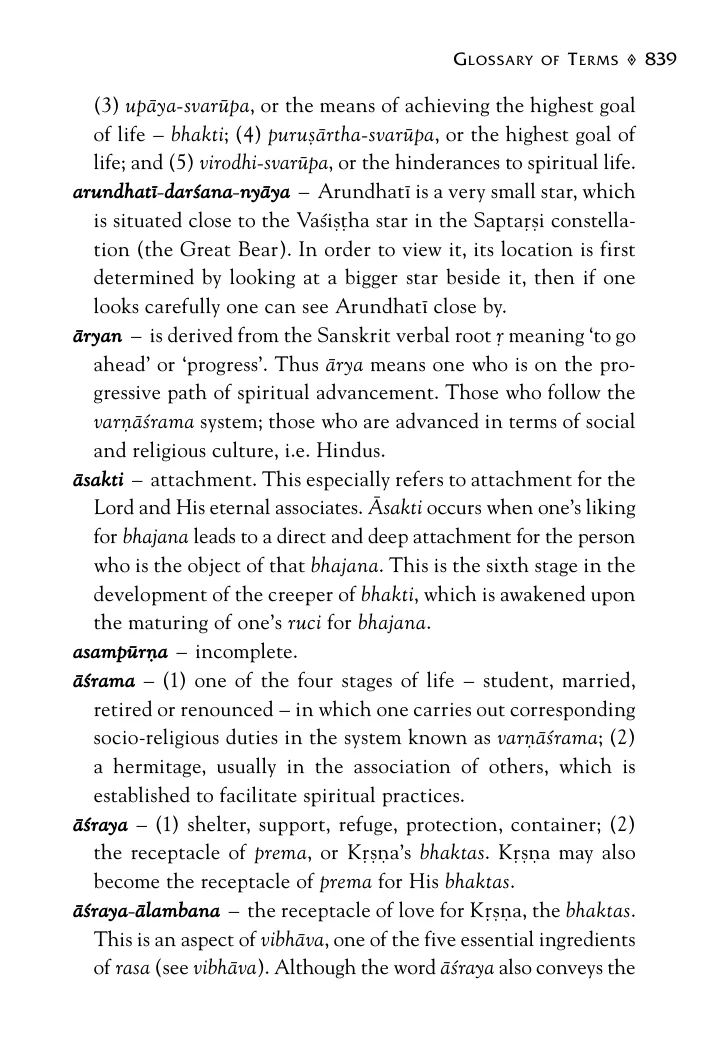 GLOSSARY OF TERMS ◊ 839
(3) upāya-svarūpa, or the means of achieving the highest goal
of life – bhakti; (4) puruṣārtha-svarūpa, or the highest goal of
life; and (5) virodhi-svarūpa, or the hinderances to spiritual life.
arundhatī-darśana-nyāya – Arundhatī is a very small star, which
is situated close to the Vaśiṣṭha star in the Saptarṣi constella-
tion (the Great Bear). In order to view it, its location is first
determined by looking at a bigger star beside it, then if one
looks carefully one can see Arundhatī close by.
āryan – is derived from the Sanskrit verbal root ṛ meaning ‘to go
ahead’ or ‘progress’. Thus ārya means one who is on the pro-
gressive path of spiritual advancement. Those who follow the
varṇāśrama system; those who are advanced in terms of social
and religious culture, i.e. Hindus.
āsakti – attachment. This especially refers to attachment for the
Lord and His eternal associates. Āsakti occurs when one’s liking
for bhajana leads to a direct and deep attachment for the person
who is the object of that bhajana. This is the sixth stage in the
development of the creeper of bhakti, which is awakened upon
the maturing of one’s ruci for bhajana.
asampūrṇa – incomplete.
āśrama – (1) one of the four stages of life – student, married,
retired or renounced – in which one carries out corresponding
socio-religious duties in the system known as varṇāśrama; (2)
a hermitage, usually in the association of others, which is
established to facilitate spiritual practices.
āśraya – (1) shelter, support, refuge, protection, container; (2)
the receptacle of prema, or Kṛṣṇa’s bhaktas. Kṛṣṇa may also
become the receptacle of prema for His bhaktas.
āśraya-ālambana – the receptacle of love for Kṛṣṇa, the bhaktas.
This is an aspect of vibhāva, one of the five essential ingredients
of rasa (see vibhāva). Although the word āśraya also conveys the